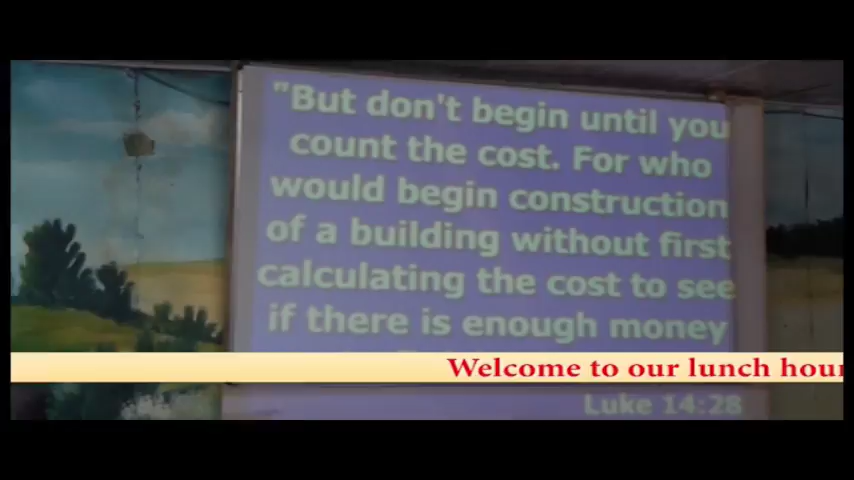 "But don't begin until you
count the cost. For who
would begin construction
of a building without first
calculating the cost to see
if there is enough money
Welcome to our lunch hour
Luke 14:28